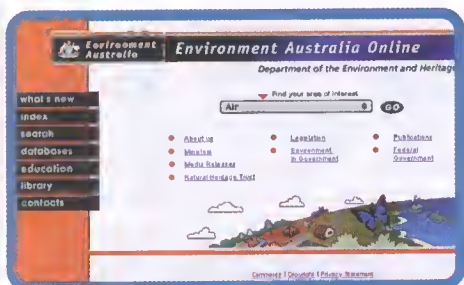 Environment
Australia
Environment Australia Online
Department of the Environment and Heritage
what's new
index
search
databases
education
library
contacts
Find your area of interest
Air
GO
About us
Ministers
Media Releases
Natural Heritage Trust
Legislation
Environment
in Government
Publications
Federal
Government
Comments | Copyright | Privacy Statement